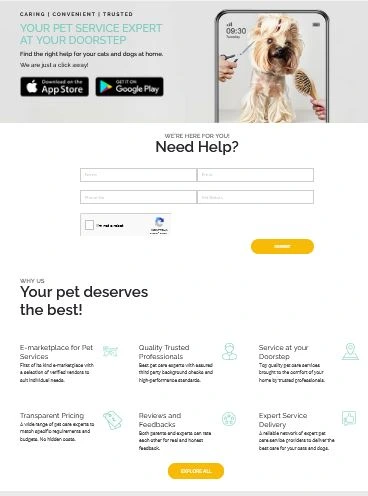 CARING | CONVENIENT | TRUSTED
YOUR PET SERVICE EXPERT
AT YOUR DOORSTEP
Find the right help for your cats and dogs at home.
We are just a click away!
Download on the
App Store
GET IT ON
Google Play
09:30
Tuesday
WE'RE HERE FOR YOU!
Need Help?
Name
Email
I'm not a robot
SUBMIT
WHY US
Your pet deserves
the best!
E-marketplace for Pet
Services
First of its kind e-marketplace with
a selection of verified vendors to
suit individual needs.
Quality Trusted
Professionals
Best pet care experts with assured
third party background checks and
high-performance standards.
Service at your
Doorstep
Top quality pet care services
brought to the comfort of your
home by trusted professionals.
Transparent Pricing
A wide range of pet care experts to
match specific requirements and
budgets. No hidden costs.
Reviews and
Feedbacks
Both parents and experts can rate
each other for real and honest
feedback.
Expert Service
Delivery
A reliable network of expert pet
care service providers to deliver the
best care for your cats and dogs.
EXPLORE ALL